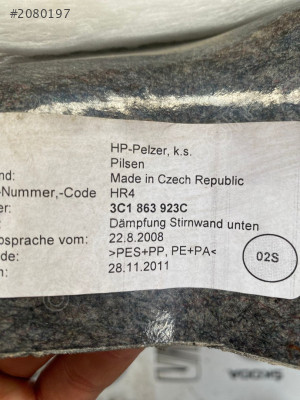 #2080197
HP-Pelzer, k.s.
Pilsen
nd: Made in Czech Republic
-Nummer,-Code HR4
er: 3C1 863 923C
Dämpfung Stirnwand unten
bsprache vom: 22.8.2008
de: >PES+PP, PE+PA<
n: 28.11.2011
02S